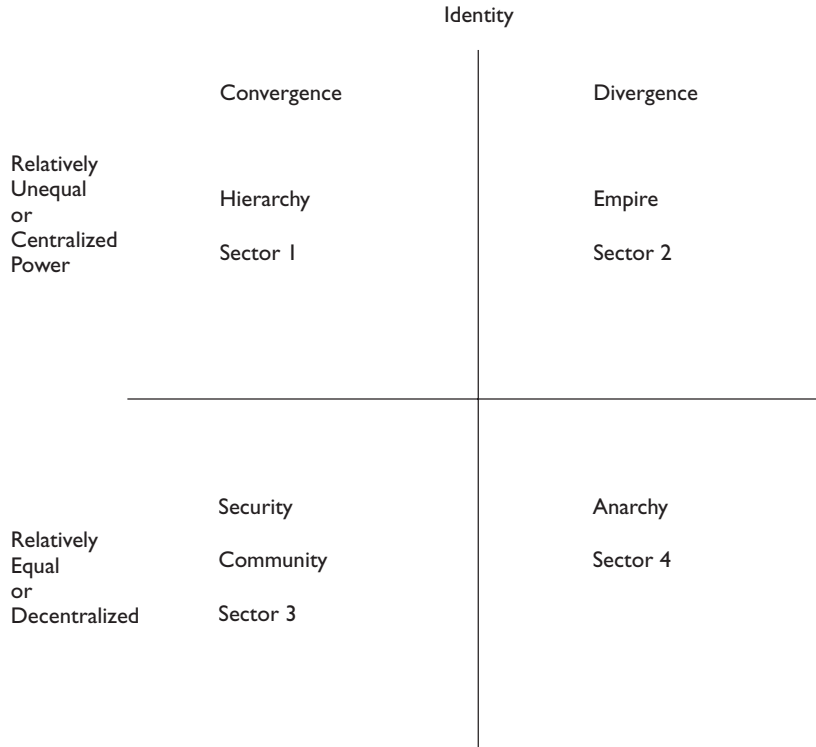 Identity
Convergence
Divergence
Relatively
Unequal
or
Centralized
Power
Hierarchy
Sector 1
Empire
Sector 2
Relatively
Equal
or
Decentralized
Security
Community
Sector 3
Anarchy
Sector 4